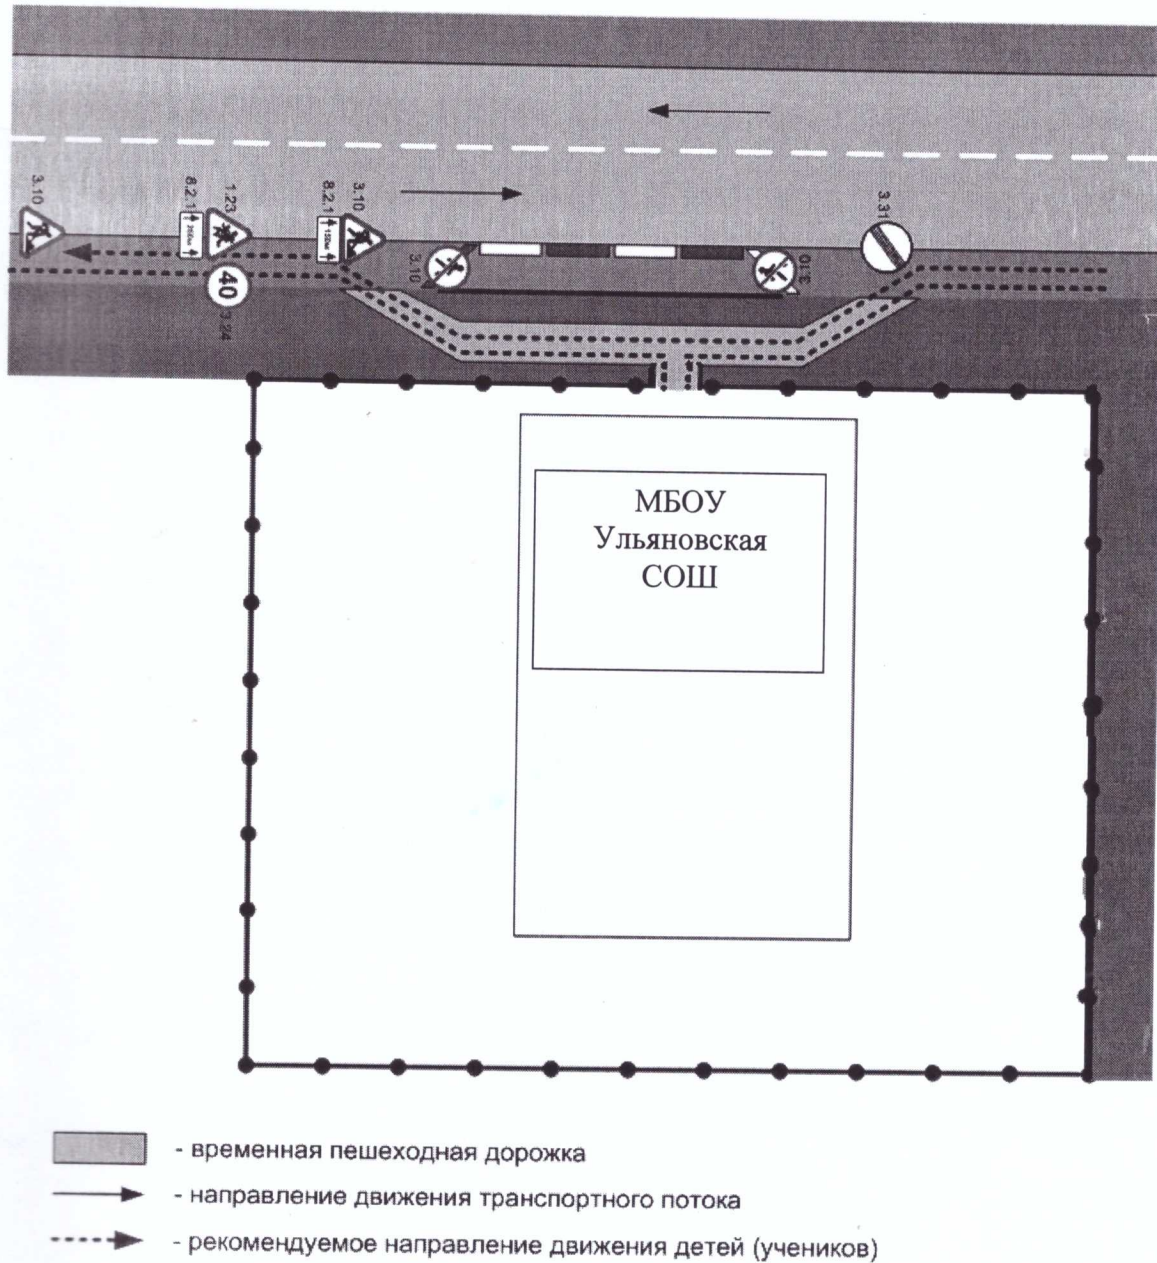 3.10
8.2.1
1.23
8.2.1
3.10
3.31
40
3.24
3.10
3.10
МБОУ
Ульяновская
СОШ
- временная пешеходная дорожка
- направление движения транспортного потока
- рекомендуемое направление движения детей (учеников)